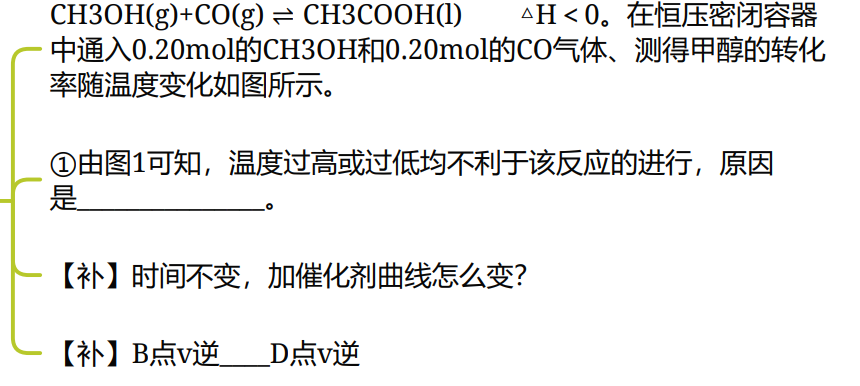 CH3OH(g)+CO(g) ⇌ CH3COOH(l) △H < 0。在恒压密闭容器
中通入0.20mol的CH3OH和0.20mol的CO气体、测得甲醇的转化
率随温度变化如图所示。
①由图1可知，温度过高或过低均不利于该反应的进行，原因
是______________。
【补】时间不变，加催化剂曲线怎么变？
【补】B点v逆____D点v逆